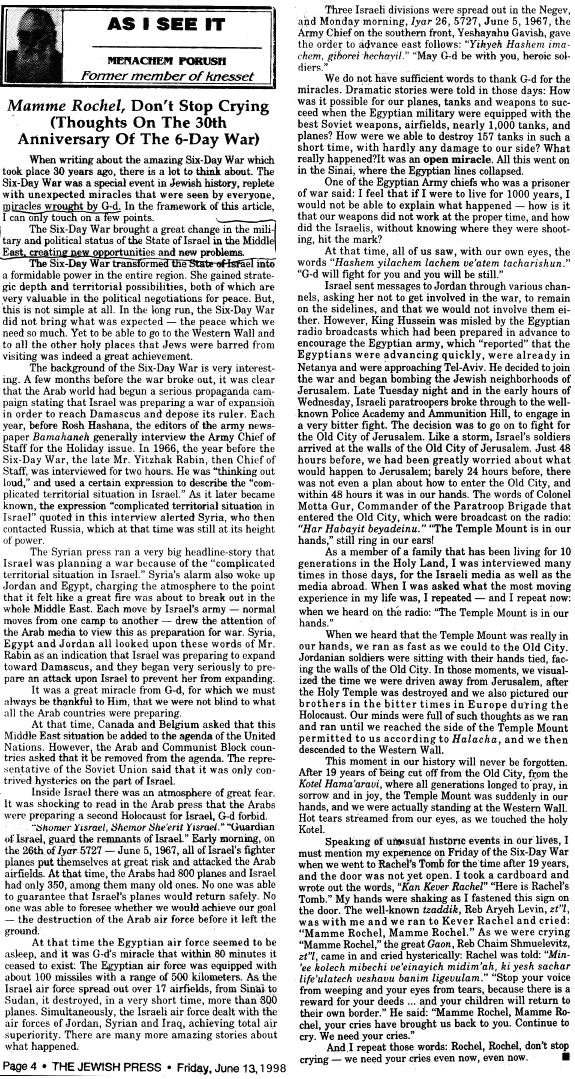 AS I SEE IT
MENACHEM PORUSH
Former member of knesset
Mamme Rochel, Don't Stop Crying
(Thoughts On The 30th
Anniversary Of The 6-Day War)
When writing about the amazing Six-Day War which
took place 30 years ago, there is a lot to think about. The
Six-Day War was a special event in Jewish history, replete
with unexpected miracles that were seen by everyone,
miracles wrought by G-d. In the framework of this article,
I can only touch on a few points.
The Six-Day War brought a great change in the mili-
tary and political status of the State of Israel in the Middle
East, creating new opportunities and new problems.
The Six-Day War transformed the State of Israel into
a formidable power in the entire region. She gained strate-
gic depth and territorial possibilities, both of which are
very valuable in the political negotiations for peace. But,
this is not simple at all. In the long run, the Six-Day War
did not bring what was expected — the peace which we
need so much. Yet to be able to go to the Western Wall and
to all the other holy places that Jews were barred from
visiting was indeed a great achievement.
The background of the Six-Day War is very interest-
ing. A few months before the war broke out, it was clear
that the Arab world had begun a serious propaganda cam-
paign stating that Israel was preparing a war of expansion
in order to reach Damascus and depose its ruler. Each
year, before Rosh Hashana, the editors of the army news-
paper Bamahaneh generally interview the Army Chief of
Staff for the Holiday issue. In 1966, the year before the
Six-Day War, the late Mr. Yitzhak Rabin, then Chief of
Staff, was interviewed for two hours. He was "thinking out
loud," and used a certain expression to describe the "com-
plicated territorial situation in Israel." As it later became
known, the expression "complicated territorial situation in
Israel" quoted in this interview alerted Syria, who then
contacted Russia, which at that time was still at its height
of power.
The Syrian press ran a very big headline-story that
Israel was planning a war because of the "complicated
territorial situation in Israel." Syria's alarm also woke up
Jordan and Egypt, charging the atmosphere to the point
that it felt like a great fire was about to break out in the
whole Middle East. Each move by Israel's army — normal
moves from one camp to another — drew the attention of
the Arab media to view this as preparation for war. Syria,
Egypt and Jordan all looked upon these words of Mr.
Rabin as an indication that Israel was preparing to expand
toward Damascus, and they began very seriously to pre-
pare an attack upon Israel to prevent her from expanding.
It was a great miracle from G-d, for which we must
always be thankful to Him, that we were not blind to what
all the Arab countries were preparing.
At that time, Canada and Belgium asked that this
Middle East situation be added to the agenda of the United
Nations. However, the Arab and Communist Block coun-
tries asked that it be removed from the agenda. The repre-
sentative of the Soviet Union said that it was only con-
trived hysterics on the part of Israel.
Inside Israel there was an atmosphere of great fear.
It was shocking to read in the Arab press that the Arabs
were preparing a second Holocaust for Israel, G-d forbid.
"Shomer Yisrael, Shemor She'erit Yisrael." "Guardian
of Israel, guard the remnants of Israel." Early morning, on
the 26th of Iyar 5727 — June 5, 1967, all of Israel's fighter
planes put themselves at great risk and attacked the Arab
airfields. At that time, the Arabs had 800 planes and Israel
had only 350, among them many old ones. No one was able
to guarantee that Israel's planes would return safely. No
one was able to foresee whether we would achieve our goal
— the destruction of the Arab air force before it left the
ground.
At that time the Egyptian air force seemed to be
asleep, and it was G-d's miracle that within 80 minutes it
ceased to exist! The Egyptian air force was equipped with
about 100 missiles with a range of 500 kilometers. As the
Israel air force spread out over 17 airfields, from Sinai to
Sudan, it destroyed, in a very short time, more than 300
planes. Simultaneously, the Israeli air force dealt with the
air forces of Jordan, Syrian and Iraq, achieving total air
superiority. There are many more amazing stories about
what happened.
Three Israeli divisions were spread out in the Negev,
and Monday morning, Iyar 26, 5727, June 5, 1967, the
Army Chief on the southern front, Yeshayahu Gavish, gave
the order to advance east follows: "Yikyeh Hashem ima-
chem, giborei hechayil." "May G-d be with you, heroic sol-
diers."
We do not have sufficient words to thank G-d for the
miracles. Dramatic stories were told in those days: How
was it possible for our planes, tanks and weapons to suc-
ceed when the Egyptian military were equipped with the
best Soviet weapons, airfields, nearly 1,000 tanks, and
planes? How were we able to destroy 157 tanks in such a
short time, with hardly any damage to our side? What
really happened?It was an open miracle. All this went on
in the Sinai, where the Egyptian lines collapsed.
One of the Egyptian Army chiefs who was a prisoner
of war said: I feel that if I were to live for 1000 years, I
would not be able to explain what happened — how is it
that our weapons did not work at the proper time, and how
did the Israelis, without knowing where they were shoot-
ing, hit the mark?
At that time, all of us saw, with our own eyes, the
words "Hashem yilachem lachem ve'atem tacharishun."
"G-d will fight for you and you will be still."
Israel sent messages to Jordan through various chan-
nels, asking her not to get involved in the war, to remain
on the sidelines, and that we would not involve them ei-
ther. However, King Hussein was misled by the Egyptian
radio broadcasts which had been prepared in advance to
encourage the Egyptian army, which "reported" that the
Egyptians were advancing quickly, were already in
Netanya and were approaching Tel-Aviv. He decided to join
the war and began bombing the Jewish neighborhoods of
Jerusalem. Late Tuesday night and in the early hours of
Wednesday, Israeli paratroopers broke through to the well-
known Police Academy and Ammunition Hill, to engage in
a very bitter fight. The decision was to go on to fight for
the Old City of Jerusalem. Like a storm, Israel's soldiers
arrived at the walls of the Old City of Jerusalem. Just 48
hours before, we had been greatly worried about what
would happen to Jerusalem; barely 24 hours before, there
was not even a plan about how to enter the Old City, and
within 48 hours it was in our hands. The words of Colonel
Motta Gur, Commander of the Paratroop Brigade that
entered the Old City, which were broadcast on the radio:
"Har Habayit beyadeinu." "The Temple Mount is in our
hands," still ring in our ears!
As a member of a family that has been living for 10
generations in the Holy Land, I was interviewed many
times in those days, for the Israeli media as well as the
media abroad. When I was asked what the most moving
experience in my life was, I repeated — and I repeat now:
when we heard on the radio: "The Temple Mount is in our
hands."
When we heard that the Temple Mount was really in
our hands, we ran as fast as we could to the Old City.
Jordanian soldiers were sitting with their hands tied, fac-
ing the walls of the Old City. In those moments, we visual-
ized the time we were driven away from Jerusalem, after
the Holy Temple was destroyed and we also pictured our
brothers in the bitter times in Europe during the
Holocaust. Our minds were full of such thoughts as we ran
and ran until we reached the side of the Temple Mount
permitted to us according to Halacha, and we then
descended to the Western Wall.
This moment in our history will never be forgotten.
After 19 years of being cut off from the Old City, from the
Kotel Hama'aravi, where all generations longed to pray, in
sorrow and in joy, the Temple Mount was suddenly in our
hands, and we were actually standing at the Western Wall.
Hot tears streamed from our eyes, as we touched the holy
Kotel.
Speaking of unusual historic events in our lives, I
must mention my experience on Friday of the Six-Day War
when we went to Rachel's Tomb for the time after 19 years,
and the door was not yet open. I took a cardboard and
wrote out the words, "Kan Kever Rachel" "Here is Rachel's
Tomb." My hands were shaking as I fastened this sign on
the door. The well-known tzaddik, Reb Aryeh Levin, zt"l,
was with me and we ran to Kever Rachel and cried:
"Mamme Rochel, Mamme Rochel." As we were crying
"Mamme Rochel," the great Gaon, Reb Chaim Shmuelevitz,
zt"l, came in and cried hysterically: Rachel was told: "Min-
'ee kolech mibechi ve'einayich midim'ah, ki yesh sachar
life'ulatech veshavu banim ligevulam." "Stop your voice
from weeping and your eyes from tears, because there is a
reward for your deeds ... and your children will return to
their own border." He said: "Mamme Rochel, Mamme Ro-
chel, your cries have brought us back to you. Continue to
cry. We need your cries."
And I repeat those words: Rochel, Rochel, don't stop
crying — we need your cries even now, even now.
Page 4 • THE JEWISH PRESS • Friday, June 13, 1998